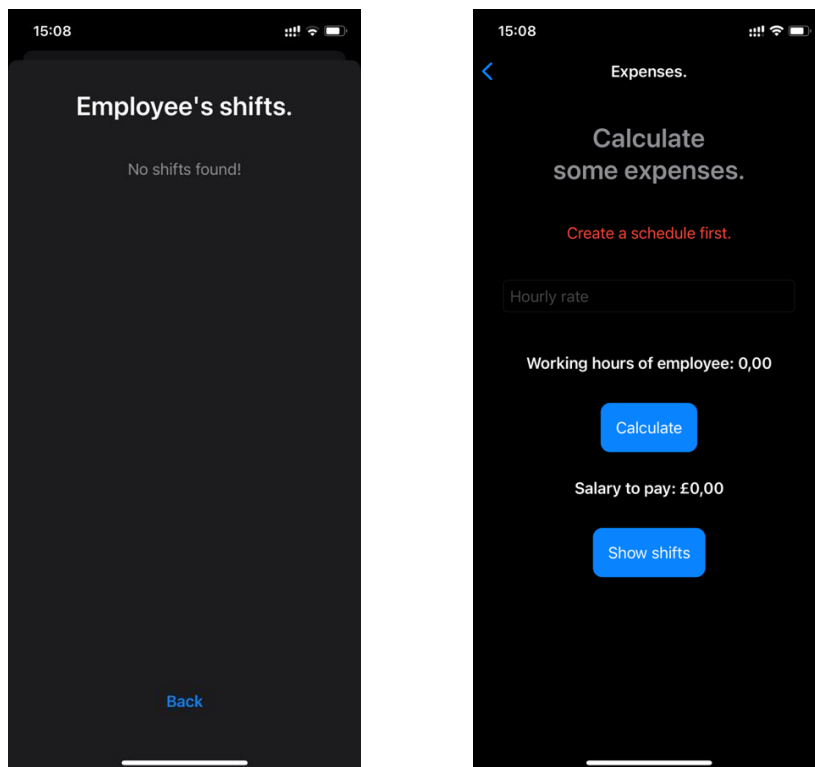 15:08
Employee's shifts.
No shifts found!
Back
15:08
Expenses.
Calculate
some expenses.
Create a schedule first.
Hourly rate
Working hours of employee: 0,00
Calculate
Salary to pay: £0,00
Show shifts